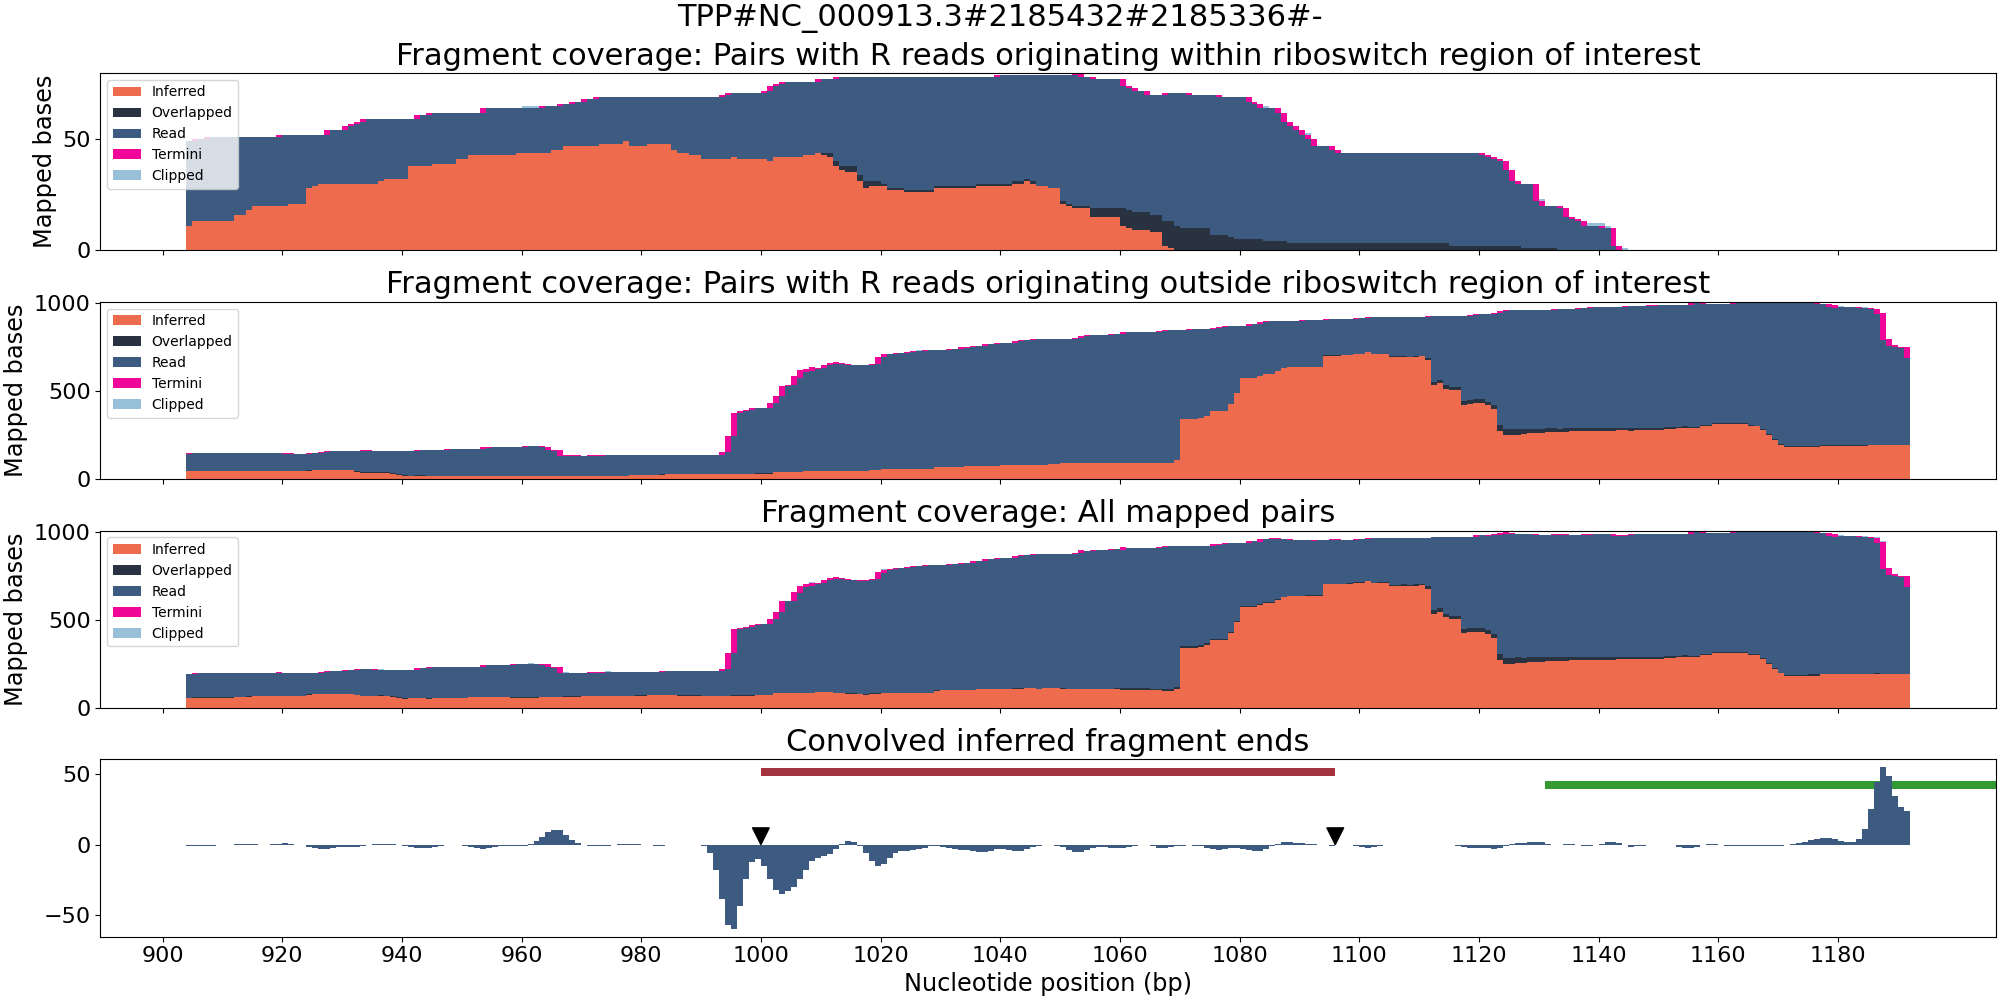 TPP#NC_000913.3#2185432#2185336#-
Fragment coverage: Pairs with R reads originating within riboswitch region of interest
Mapped bases
50
0
Inferred
Overlapped
Read
Termini
Clipped
Fragment coverage: Pairs with R reads originating outside riboswitch region of interest
Mapped bases
1000
500
0
Inferred
Overlapped
Read
Termini
Clipped
Fragment coverage: All mapped pairs
Mapped bases
1000
500
0
Inferred
Overlapped
Read
Termini
Clipped
Convolved inferred fragment ends
50
0
−50
900 920 940 960 980 1000 1020 1040 1060 1080 1100 1120 1140 1160 1180
Nucleotide position (bp)